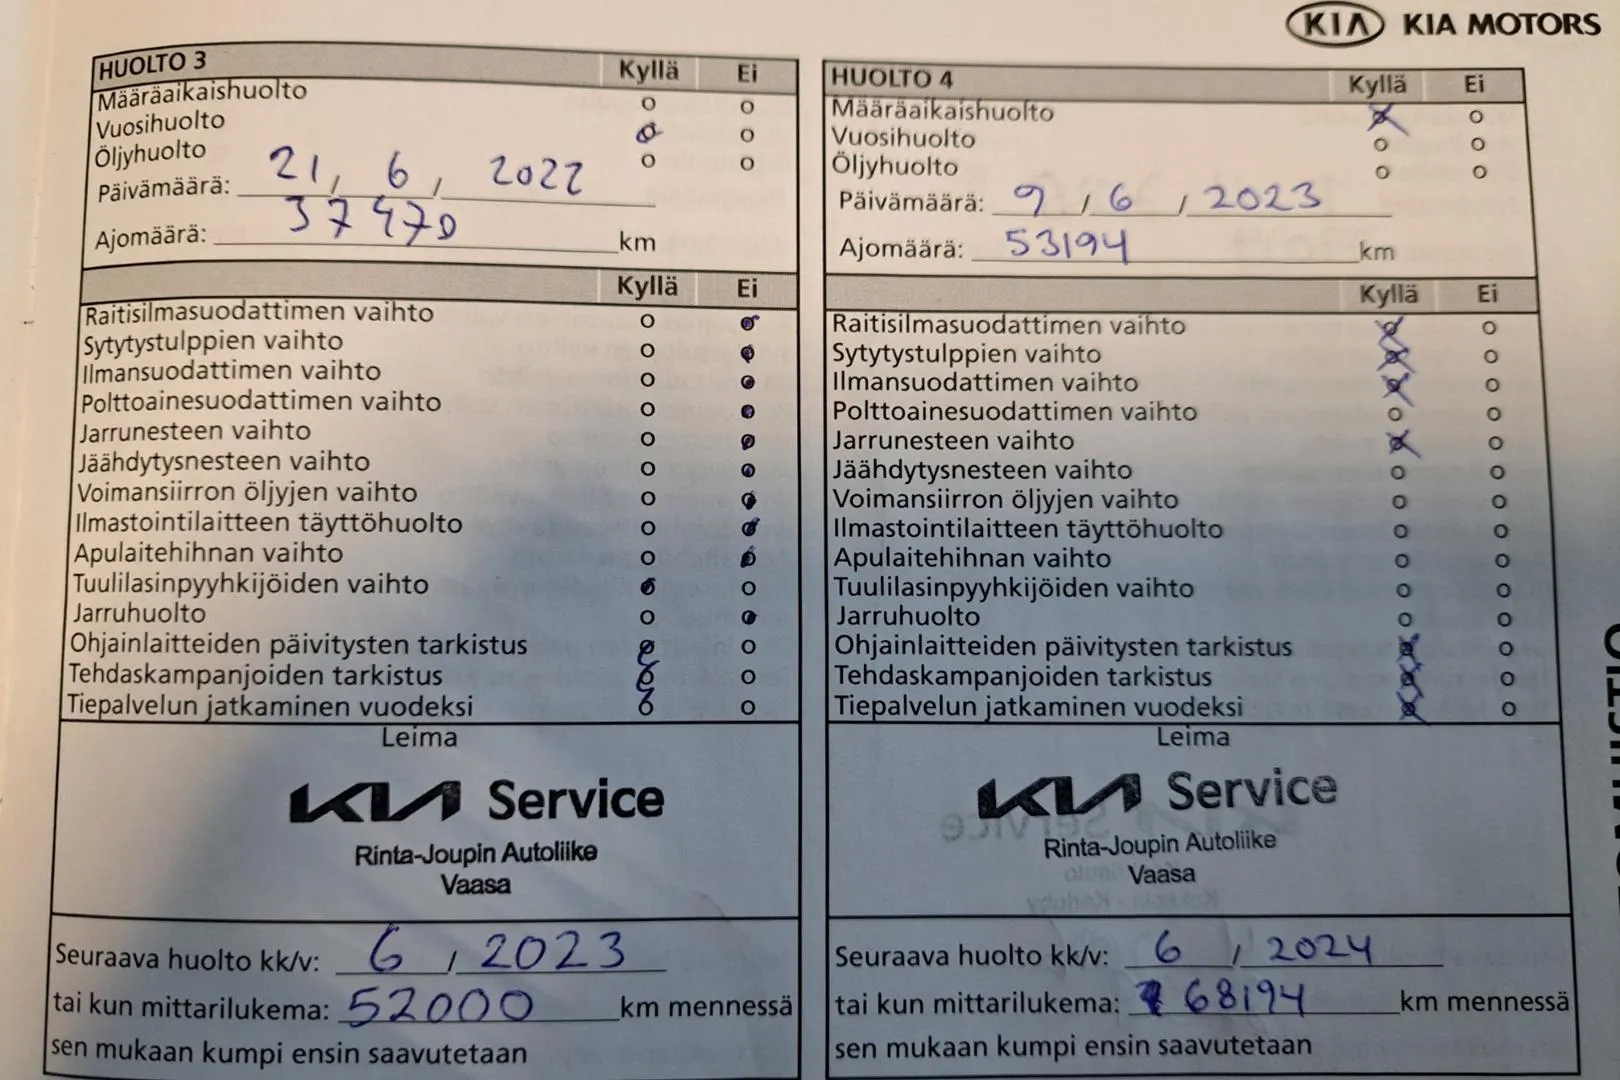 KIA KIA MOTORS
HUOLTO 3 Kyllä Ei
Määräaikaishuolto
Vuosihuolto
Öljyhuolto
Päivämäärä: 21, 6, 2022
Ajomäärä: 37470 km
Kyllä Ei
Raitisilmasuodattimen vaihto
Sytytystulppien vaihto
Ilmansuodattimen vaihto
Polttoainesuodattimen vaihto
Jarrunesteen vaihto
Jäähdytysnesteen vaihto
Voimansiirron öljyjen vaihto
Ilmastointilaitteen täyttöhuolto
Apulaitehihnan vaihto
Tuulilasinpyyhkijöiden vaihto
Jarruhuolto
Ohjainlaitteiden päivitysten tarkistus
Tehdaskampanjoiden tarkistus
Tiepalvelun jatkaminen vuodeksi
Leima
KIA Service
Rinta-Joupin Autoliike
Vaasa
Seuraava huolto kk/v: 6 / 2023
tai kun mittarilukema: 52000 km mennessä
sen mukaan kumpi ensin saavutetaan
HUOLTO 4 Kyllä Ei
Määräaikaishuolto
Vuosihuolto
Öljyhuolto
Päivämäärä: 9 / 6 / 2023
Ajomäärä: 53194 km
Kyllä Ei
Raitisilmasuodattimen vaihto
Sytytystulppien vaihto
Ilmansuodattimen vaihto
Polttoainesuodattimen vaihto
Jarrunesteen vaihto
Jäähdytysnesteen vaihto
Voimansiirron öljyjen vaihto
Ilmastointilaitteen täyttöhuolto
Apulaitehihnan vaihto
Tuulilasinpyyhkijöiden vaihto
Jarruhuolto
Ohjainlaitteiden päivitysten tarkistus
Tehdaskampanjoiden tarkistus
Tiepalvelun jatkaminen vuodeksi
Leima
KIA Service
Rinta-Joupin Autoliike
Vaasa
Seuraava huolto kk/v: 6 / 2024
tai kun mittarilukema: 68194 km mennessä
sen mukaan kumpi ensin saavutetaan